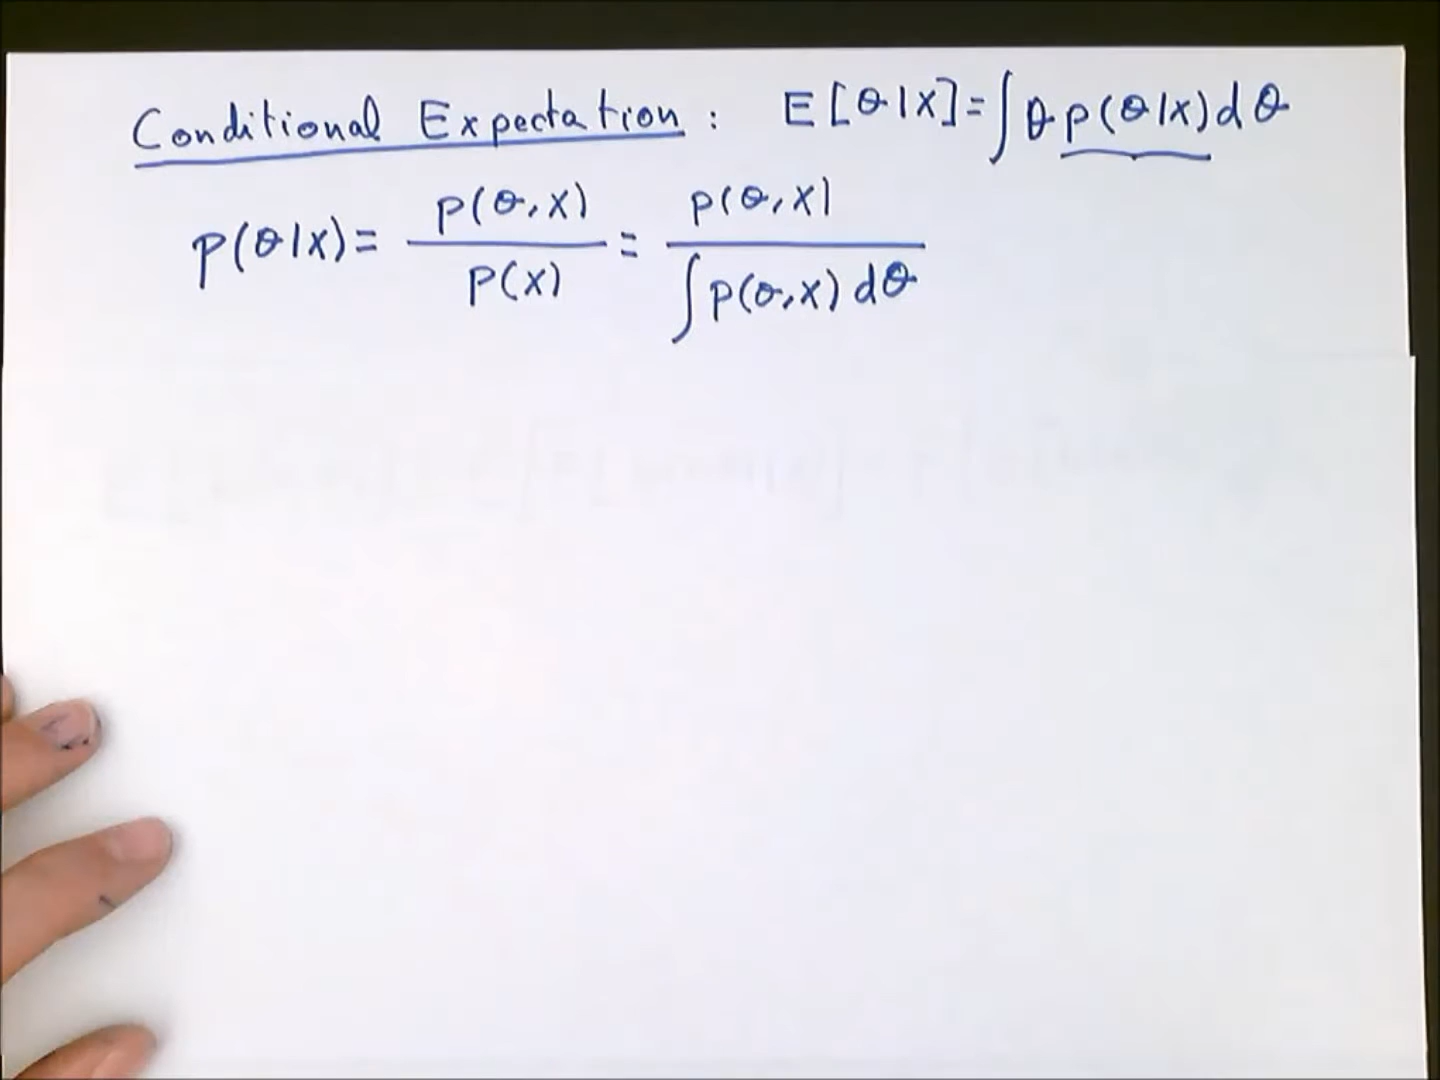 Conditional Expectation : E[θ|x] = ∫ θ p(θ|x) dθ
p(θ|x) = p(θ,x) / p(x) = p(θ,x) / ∫ p(θ,x) dθ